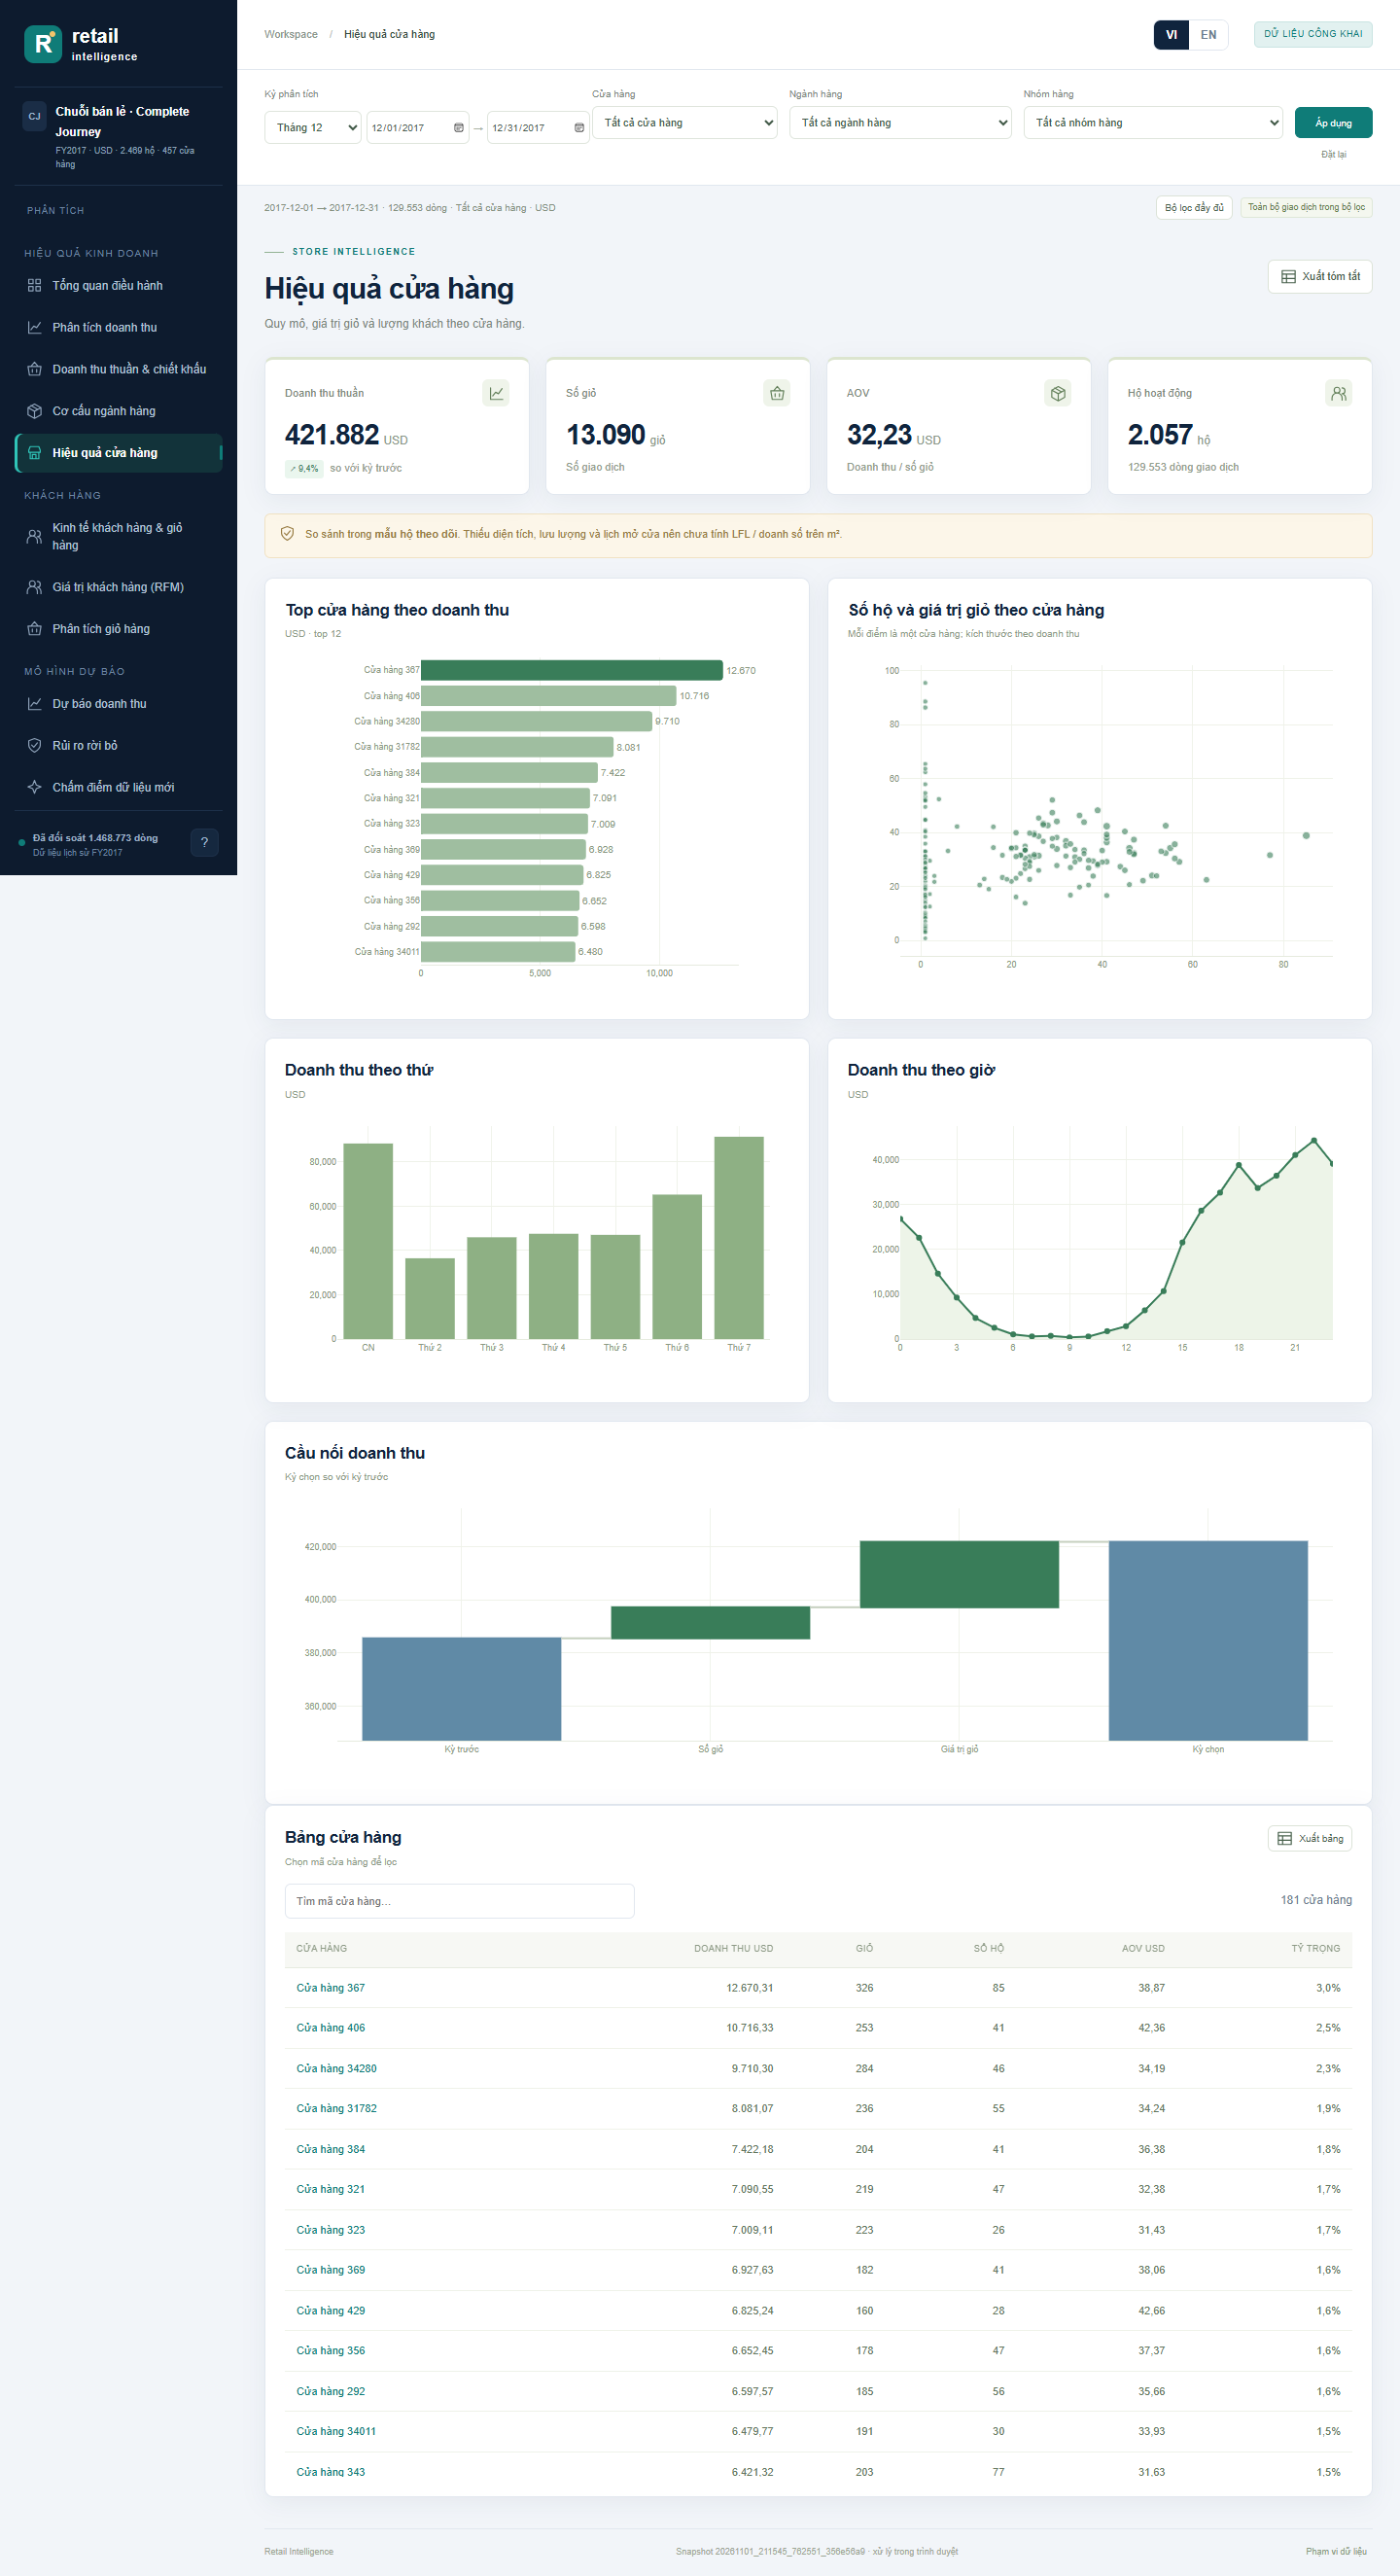 retail
intelligence
CJ
Chuỗi bán lẻ · Complete
Journey
FY2017 · USD · 2.469 hộ · 457 cửa
hàng
PHÂN TÍCH
HIỆU QUẢ KINH DOANH
Tổng quan điều hành
Phân tích doanh thu
Doanh thu thuần & chiết khấu
Cơ cấu ngành hàng
Hiệu quả cửa hàng
KHÁCH HÀNG
Kinh tế khách hàng & giỏ
hàng
Giá trị khách hàng (RFM)
Phân tích giỏ hàng
MÔ HÌNH DỰ BÁO
Dự báo doanh thu
Rủi ro rời bỏ
Chấm điểm dữ liệu mới
Đã đối soát 1.468.773 dòng
Dữ liệu lịch sử FY2017
?
Workspace / Hiệu quả cửa hàng
VI EN
DỮ LIỆU CÔNG KHAI
Kỳ phân tích
Tháng 12
12/01/2017 → 12/31/2017
Cửa hàng
Tất cả cửa hàng
Ngành hàng
Tất cả ngành hàng
Nhóm hàng
Tất cả nhóm hàng
Áp dụng
Đặt lại
2017-12-01 → 2017-12-31 · 129.553 dòng · Tất cả cửa hàng · USD
Bộ lọc đầy đủ
Toàn bộ giao dịch trong bộ lọc
STORE INTELLIGENCE
Hiệu quả cửa hàng
Quy mô, giá trị giỏ và lượng khách theo cửa hàng.
Xuất tóm tắt
Doanh thu thuần
421.882 USD
↗ 9,4% so với kỳ trước
Số giỏ
13.090 giỏ
Số giao dịch
AOV
32,23 USD
Doanh thu / số giỏ
Hộ hoạt động
2.057 hộ
129.553 dòng giao dịch
So sánh trong mẫu hộ theo dõi. Thiếu diện tích, lưu lượng và lịch mở cửa nên chưa tính LFL / doanh số trên m².
Top cửa hàng theo doanh thu
USD · top 12
Cửa hàng 367 12.670
Cửa hàng 406 10.716
Cửa hàng 34280 9.710
Cửa hàng 31782 8.081
Cửa hàng 384 7.422
Cửa hàng 321 7.091
Cửa hàng 323 7.009
Cửa hàng 369 6.928
Cửa hàng 429 6.825
Cửa hàng 356 6.652
Cửa hàng 292 6.598
Cửa hàng 34011 6.480
0 5,000 10,000
Số hộ và giá trị giỏ theo cửa hàng
Mỗi điểm là một cửa hàng; kích thước theo doanh thu
100
80
60
40
20
0
0 20 40 60 80
Doanh thu theo thứ
USD
80,000
60,000
40,000
20,000
0
CN Thứ 2 Thứ 3 Thứ 4 Thứ 5 Thứ 6 Thứ 7
Doanh thu theo giờ
USD
40,000
30,000
20,000
10,000
0
0 3 6 9 12 15 18 21
Cầu nối doanh thu
Kỳ chọn so với kỳ trước
420,000
400,000
380,000
360,000
Kỳ trước Số giỏ Giá trị giỏ Kỳ chọn
Bảng cửa hàng
Chọn mã cửa hàng để lọc
Xuất bảng
Tìm mã cửa hàng...
181 cửa hàng
CỬA HÀNG DOANH THU USD GIỎ SỐ HỘ AOV USD TỶ TRỌNG
Cửa hàng 367 12.670,31 326 85 38,87 3,0%
Cửa hàng 406 10.716,33 253 41 42,36 2,5%
Cửa hàng 34280 9.710,30 284 46 34,19 2,3%
Cửa hàng 31782 8.081,07 236 55 34,24 1,9%
Cửa hàng 384 7.422,18 204 41 36,38 1,8%
Cửa hàng 321 7.090,55 219 47 32,38 1,7%
Cửa hàng 323 7.009,11 223 26 31,43 1,7%
Cửa hàng 369 6.927,63 182 41 38,06 1,6%
Cửa hàng 429 6.825,24 160 28 42,66 1,6%
Cửa hàng 356 6.652,45 178 47 37,37 1,6%
Cửa hàng 292 6.597,57 185 56 35,66 1,6%
Cửa hàng 34011 6.479,77 191 30 33,93 1,5%
Cửa hàng 343 6.421,32 203 77 31,63 1,5%
Retail Intelligence
Snapshot 20261101_211545_762551_356e56a9 · xử lý trong trình duyệt
Phạm vi dữ liệu